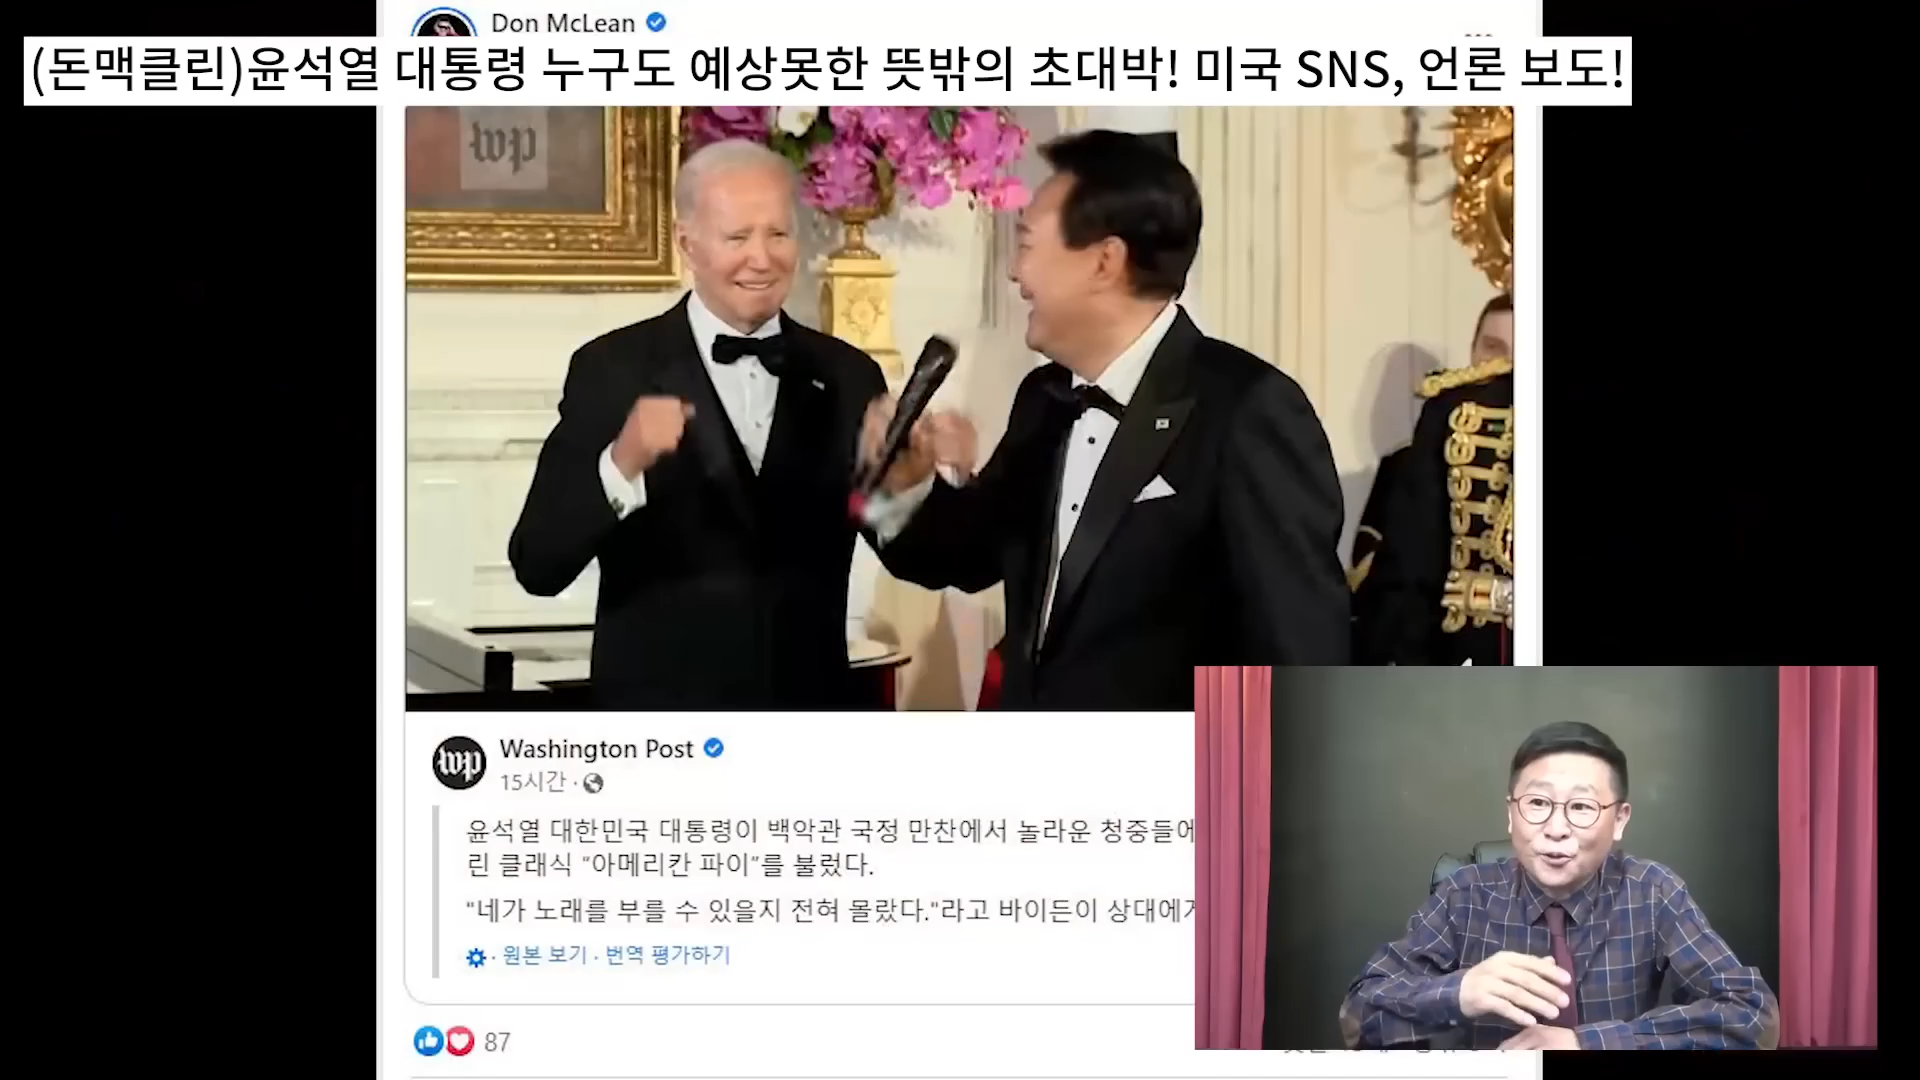 Don McLean
(돈맥클린)윤석열 대통령 누구도 예상못한 뜻밖의 초대박! 미국 SNS, 언론 보도!
wp
wp
Washington Post
15시간 ·
윤석열 대한민국 대통령이 백악관 국정 만찬에서 놀라운 청중들에
린 클래식 "아메리칸 파이"를 불렀다.
"네가 노래를 부를 수 있을지 전혀 몰랐다."라고 바이든이 상대에게
· 원본 보기 · 번역 평가하기
87